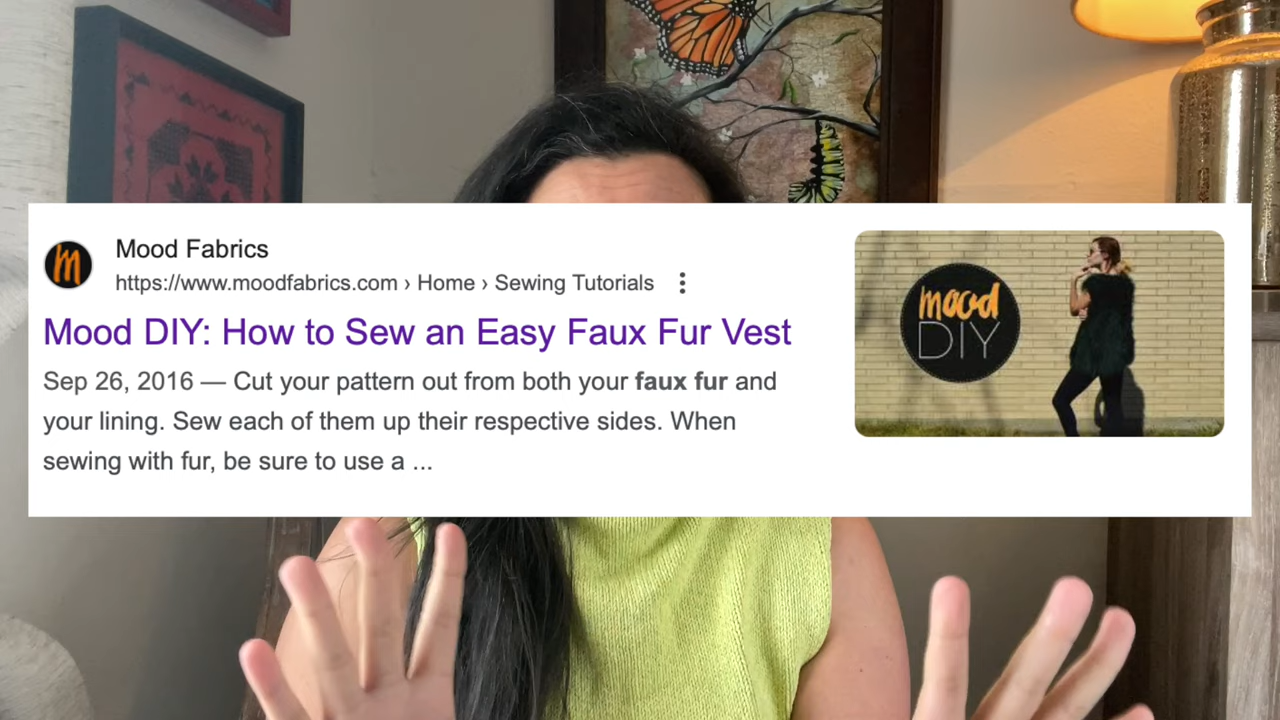 Mood Fabrics
https://www.moodfabrics.com › Home › Sewing Tutorials
Mood DIY: How to Sew an Easy Faux Fur Vest
Sep 26, 2016 — Cut your pattern out from both your faux fur and
your lining. Sew each of them up their respective sides. When
sewing with fur, be sure to use a ...
m
mood
DIY